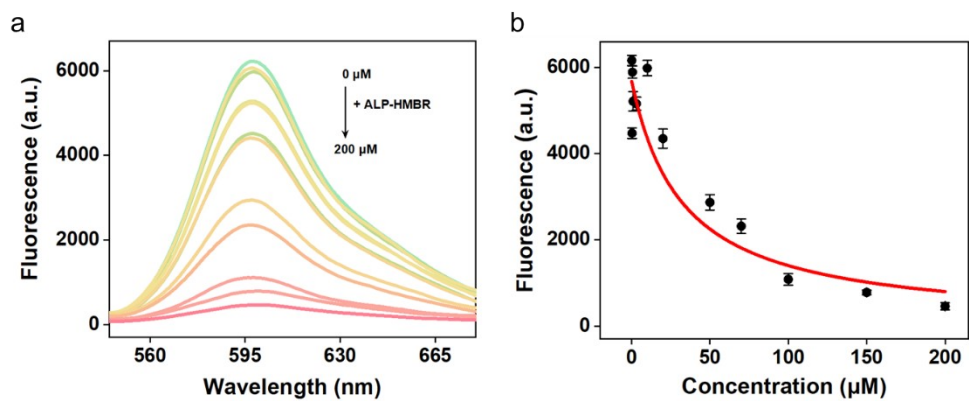 a
6000
4000
2000
0
Fluorescence (a.u.)
0 µM
+ ALP-HMBR
200 µM
560 595 630 665
Wavelength (nm)
b
6000
4000
2000
0
Fluorescence (a.u.)
0 50 100 150 200
Concentration (µM)